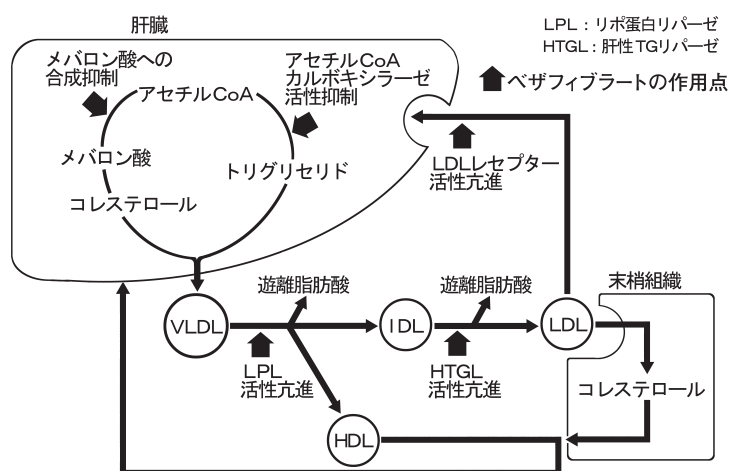 肝臓
LPL：リポ蛋白リパーゼ
HTGL：肝性TGリパーゼ
ベザフィブラートの作用点
メバロン酸への
合成抑制
アセチルCoA
カルボキシラーゼ
活性抑制
アセチルCoA
メバロン酸
トリグリセリド
コレステロール
LDLレセプター
活性亢進
遊離脂肪酸
遊離脂肪酸
末梢組織
VLDL
IDL
LDL
LPL
活性亢進
HTGL
活性亢進
コレステロール
HDL